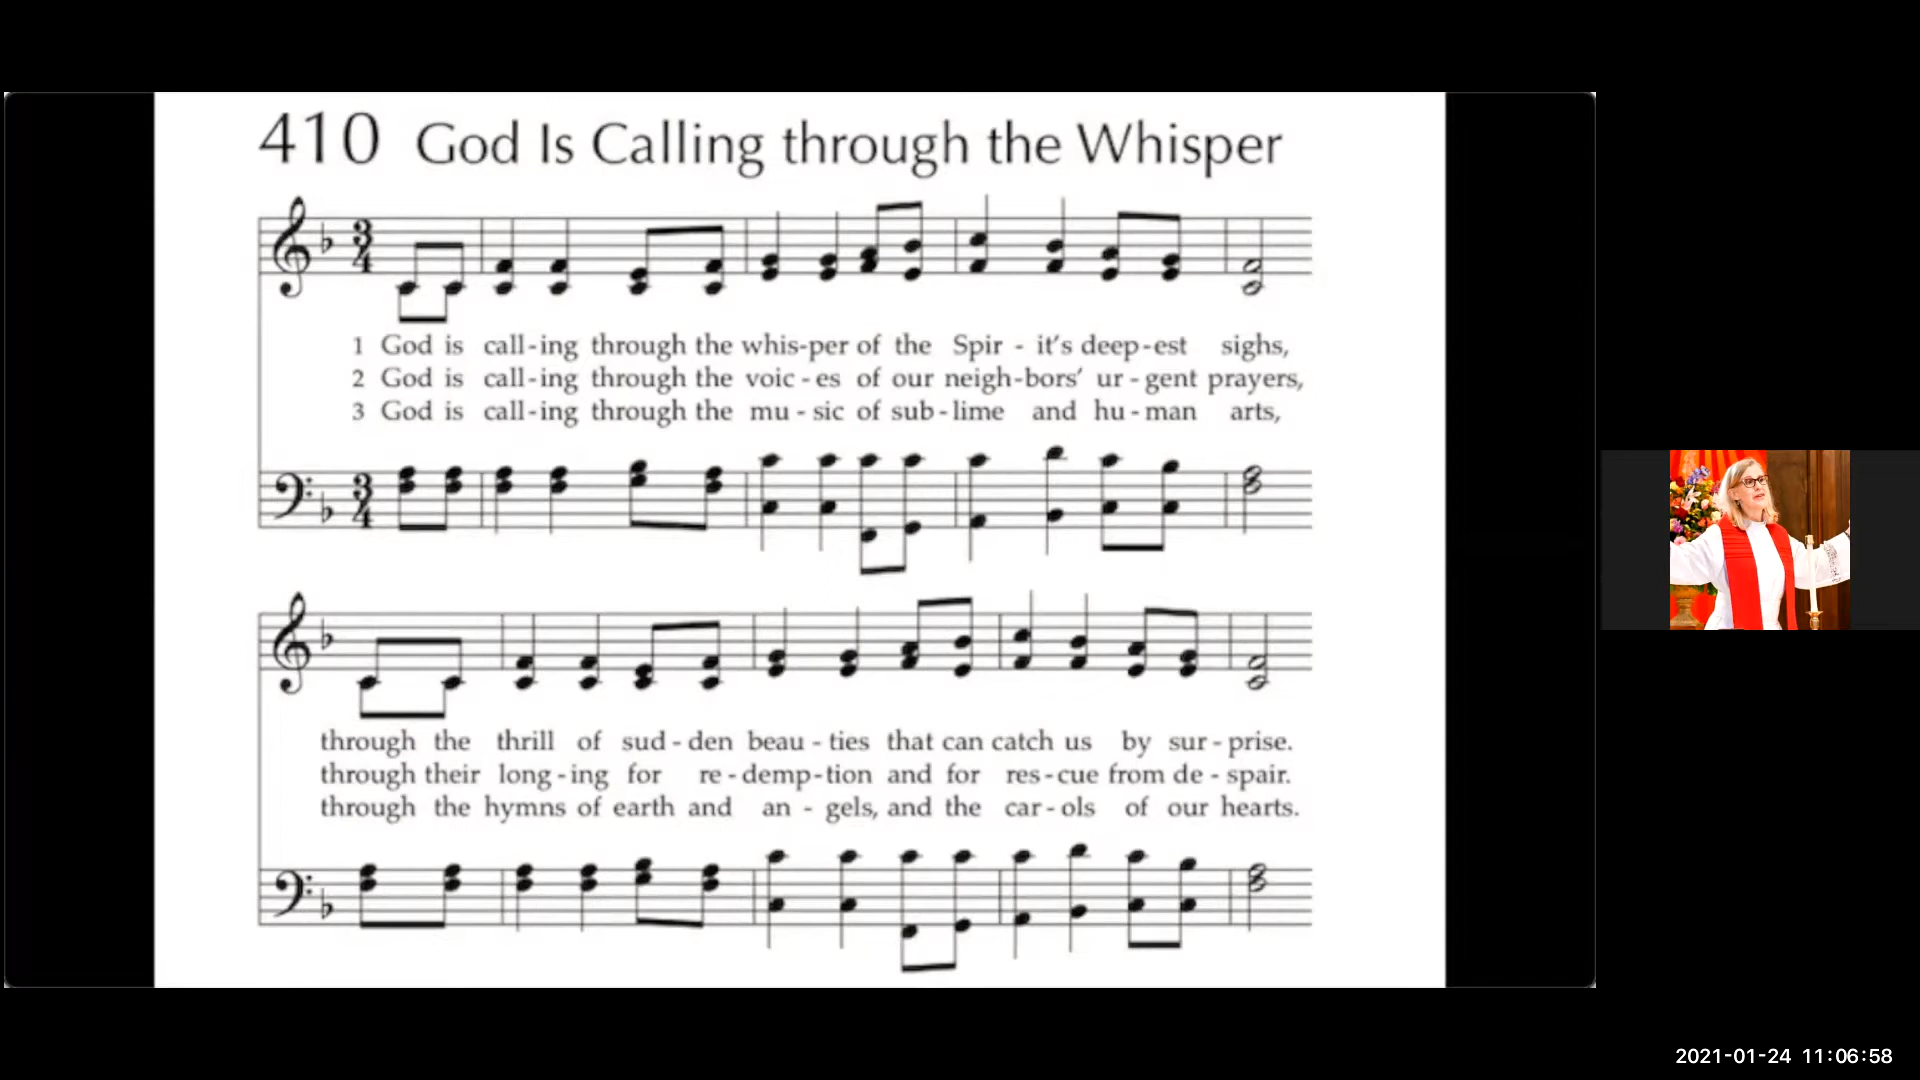 410 God Is Calling through the Whisper
3
4
1 God is call-ing through the whis-per of the Spir - it's deep-est sighs,
2 God is call-ing through the voic - es of our neigh-bors' ur - gent prayers,
3 God is call-ing through the mu - sic of sub - lime and hu - man arts,
3
4
through the thrill of sud - den beau - ties that can catch us by sur - prise.
through their long - ing for re - demp - tion and for res - cue from de - spair.
through the hymns of earth and an - gels, and the car - ols of our hearts.
2021-01-24 11:06:58